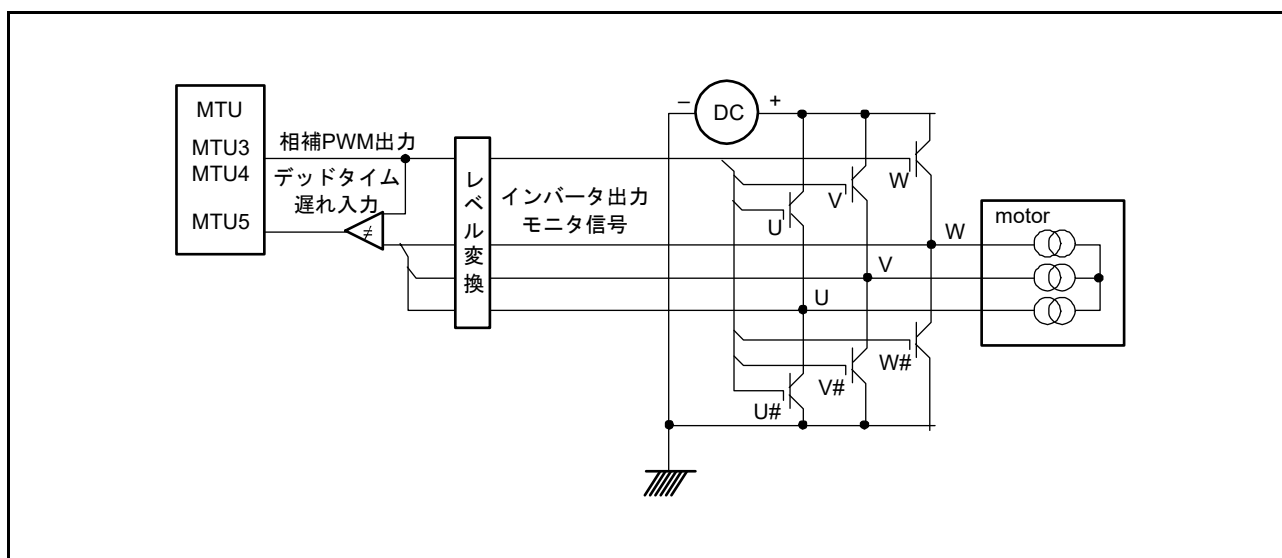 MTU
MTU3
MTU4
MTU5
相補PWM出力
デッドタイム
遅れ入力
≠
レベル変換
インバータ出力
モニタ信号
− DC +
W
V
U
W
V
U
W#
V#
U#
motor